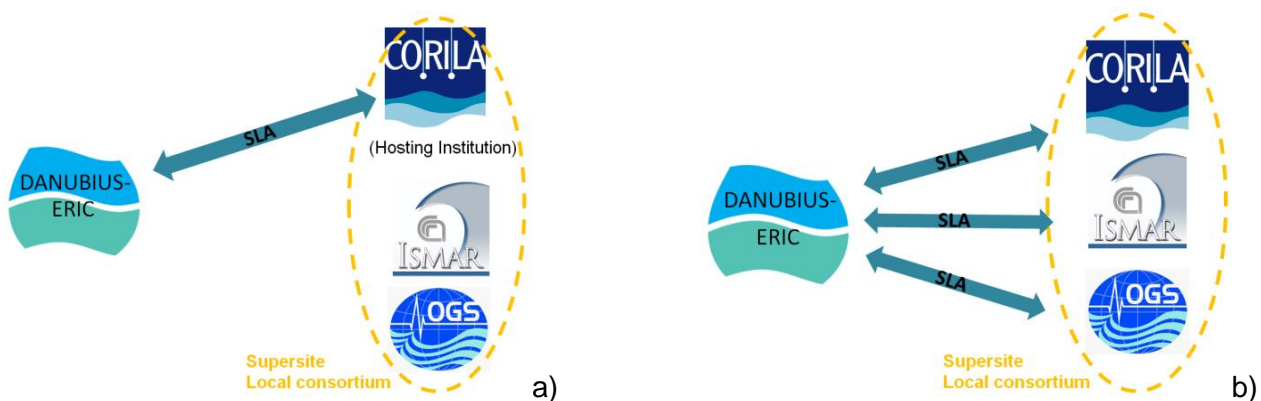 CORILA
SLA
(Hosting Institution)
DANUBIUS-
ERIC
ISMAR
OGS
Supersite
Local consortium
a)
CORILA
SLA
DANUBIUS-
ERIC
SLA
ISMAR
SLA
OGS
Supersite
Local consortium
b)